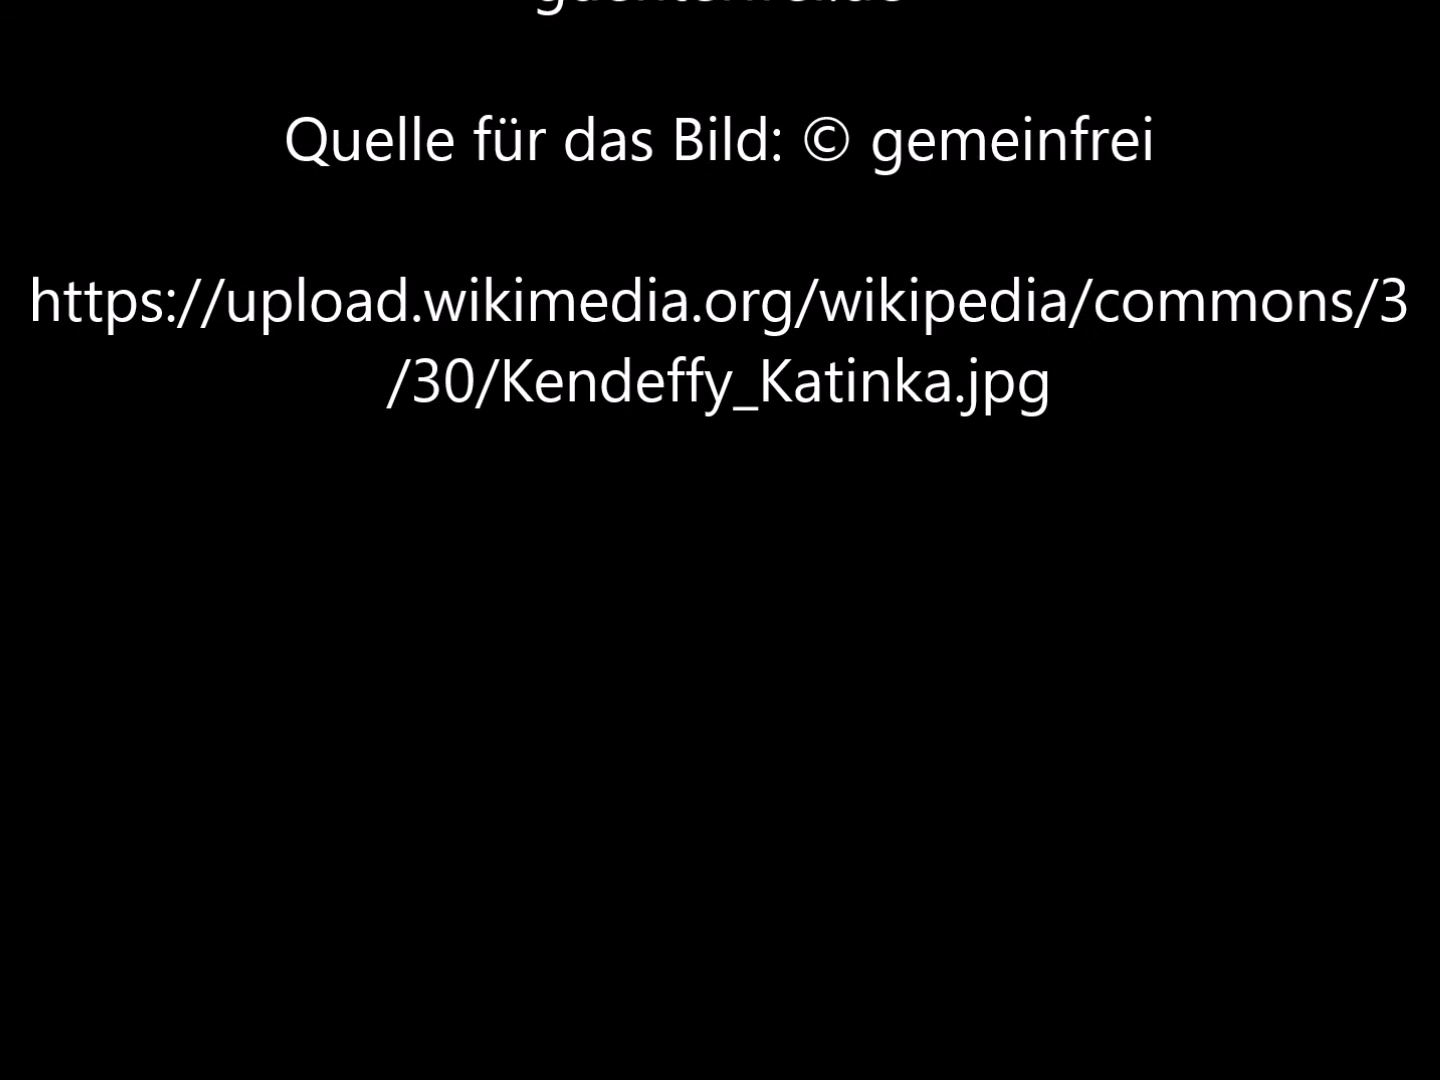 Quelle für das Bild: © gemeinfrei
https://upload.wikimedia.org/wikipedia/commons/3
/30/Kendeffy_Katinka.jpg